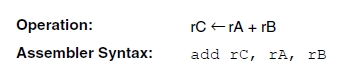 Operation: rC ← rA + rB
Assembler Syntax: add rC, rA, rB